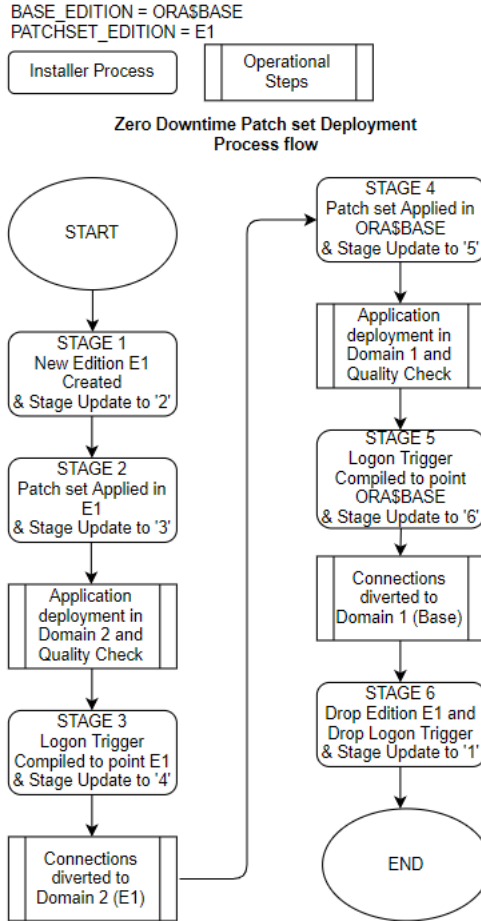 BASE_EDITION = ORA$BASE
PATCHSET_EDITION = E1
Installer Process
Operational
Steps
Zero Downtime Patch set Deployment
Process flow
START
STAGE 1
New Edition E1
Created
& Stage Update to '2'
STAGE 2
Patch set Applied in
E1
& Stage Update to '3'
Application
deployment in
Domain 2 and
Quality Check
STAGE 3
Logon Trigger
Compiled to point E1
& Stage Update to '4'
Connections
diverted to
Domain 2 (E1)
STAGE 4
Patch set Applied in
ORA$BASE
& Stage Update to '5'
Application
deployment in
Domain 1 and
Quality Check
STAGE 5
Logon Trigger
Compiled to point
ORA$BASE
& Stage Update to '6'
Connections
diverted to
Domain 1 (Base)
STAGE 6
Drop Edition E1 and
Drop Logon Trigger
& Stage Update to '1'
END